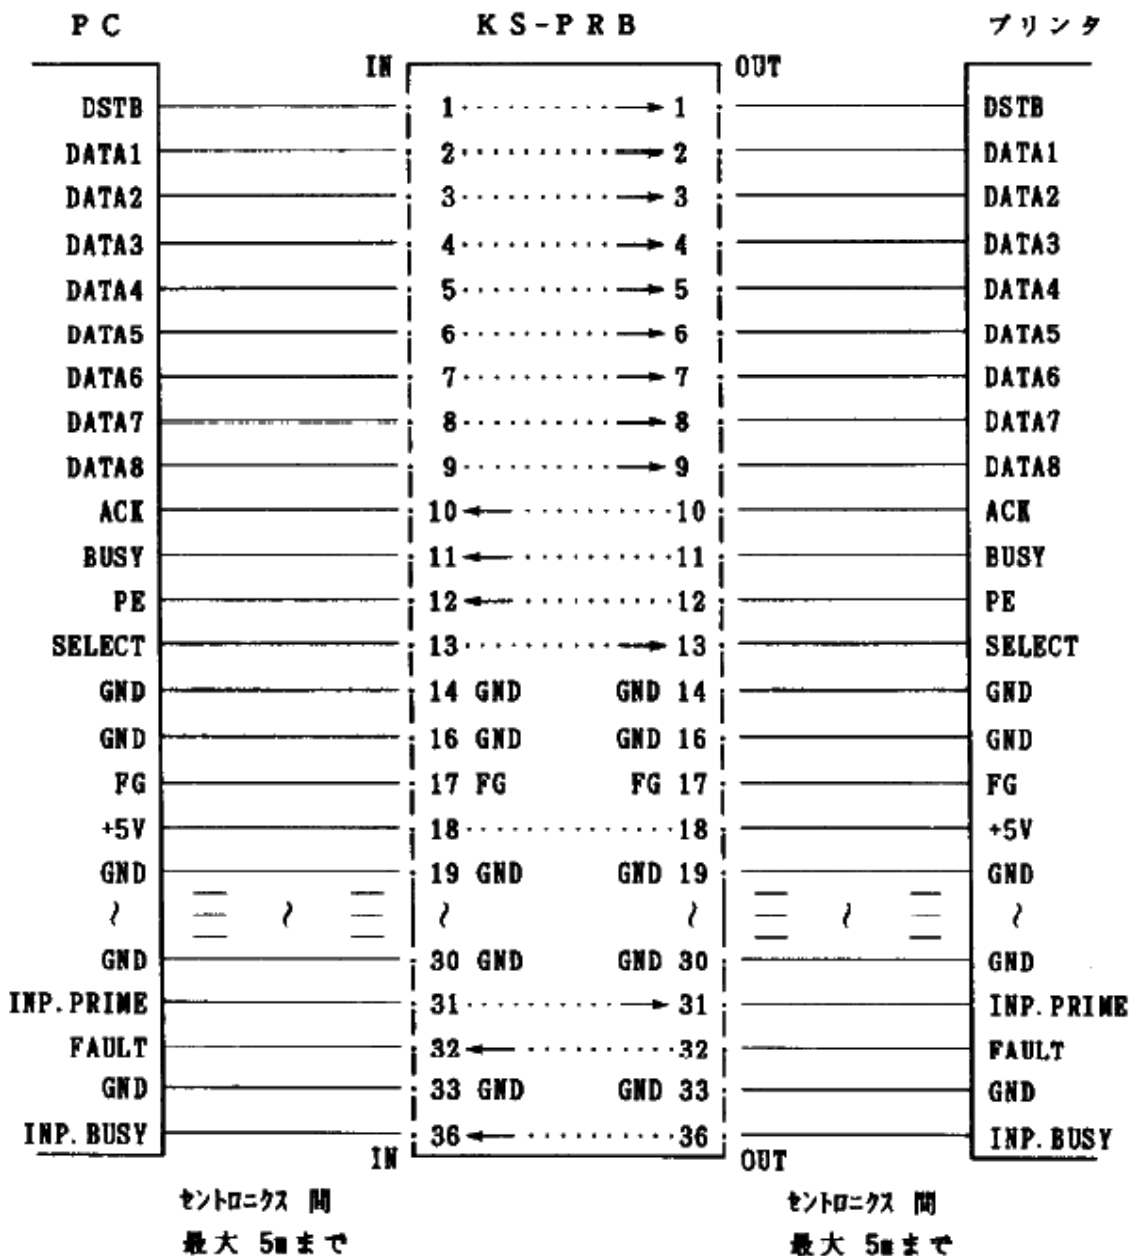 PC KS-PRB プリンタ
IN OUT
DSTB 1 1 DSTB
DATA1 2 2 DATA1
DATA2 3 3 DATA2
DATA3 4 4 DATA3
DATA4 5 5 DATA4
DATA5 6 6 DATA5
DATA6 7 7 DATA6
DATA7 8 8 DATA7
DATA8 9 9 DATA8
ACK 10 10 ACK
BUSY 11 11 BUSY
PE 12 12 PE
SELECT 13 13 SELECT
GND 14 GND GND 14 GND
GND 16 GND GND 16 GND
FG 17 FG FG 17 FG
+5V 18 18 +5V
GND 19 GND GND 19 GND
~ ~ ~ ~ ~ ~
GND 30 GND GND 30 GND
INP.PRIME 31 31 INP.PRIME
FAULT 32 32 FAULT
GND 33 GND GND 33 GND
INP.BUSY 36 36 INP.BUSY
IN OUT
セントロニクス 間 セントロニクス 間
最大 5mまで 最大 5mまで